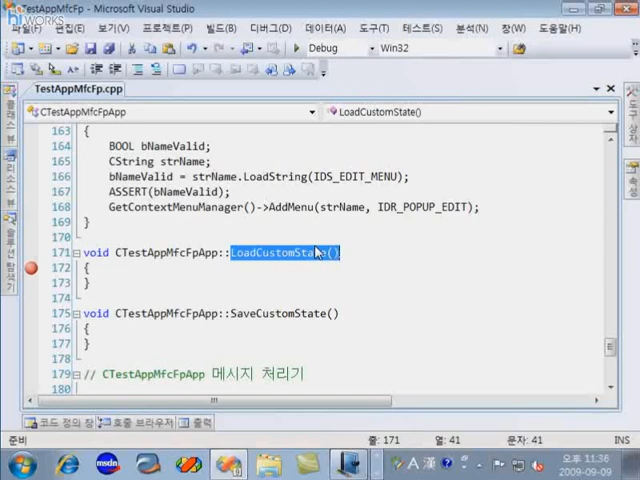 TestAppMfcFp - Microsoft Visual Studio
파일(F) 편집(E) 보기(V) 프로젝트(P) 빌드(B) 디버그(D) 데이터(A) 도구(T) 테스트(S) 분석(N) 창(W) 도움말(H)
Debug Win32
TestAppMfcFp.cpp
CTestAppMfcFpApp LoadCustomState()
163 {
164 BOOL bNameValid;
165 CString strName;
166 bNameValid = strName.LoadString(IDS_EDIT_MENU);
167 ASSERT(bNameValid);
168 GetContextMenuManager()->AddMenu(strName, IDR_POPUP_EDIT);
169 }
170
171 void CTestAppMfcFpApp::LoadCustomState()
172 {
173 }
174
175 void CTestAppMfcFpApp::SaveCustomState()
176 {
177 }
178
179 // CTestAppMfcFpApp 메시지 처리기
180
코드 정의 창 호출 브라우저 출력
준비 줄: 171 열: 41 문자: 41 INS
msdn A 漢 오후 11:36
2009-09-09